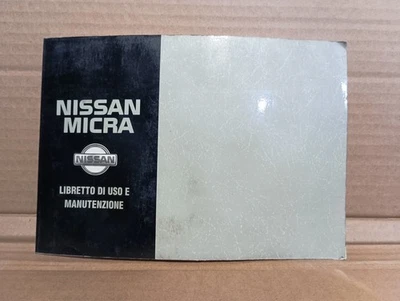 NISSAN
MICRA
NISSAN
LIBRETTO DI USO E
MANUTENZIONE